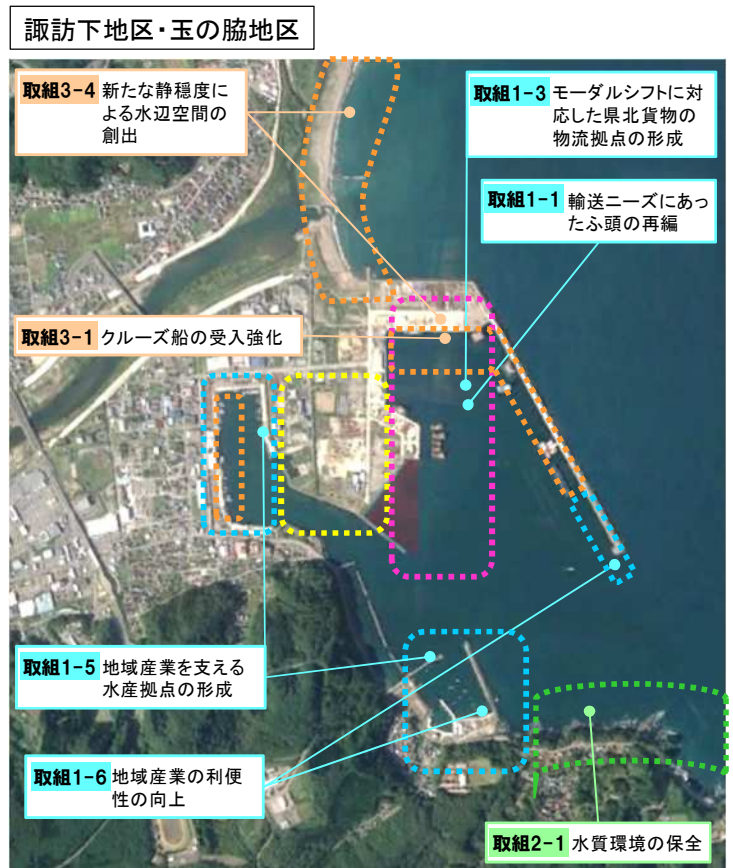 諏訪下地区・玉の脇地区
取組3-4 新たな静穏度に
よる水辺空間の
創出
取組1-3 モーダルシフトに対
応した県北貨物の
物流拠点の形成
取組1-1 輸送ニーズにあっ
たふ頭の再編
取組3-1 クルーズ船の受入強化
取組1-5 地域産業を支える
水産拠点の形成
取組1-6 地域産業の利便
性の向上
取組2-1 水質環境の保全